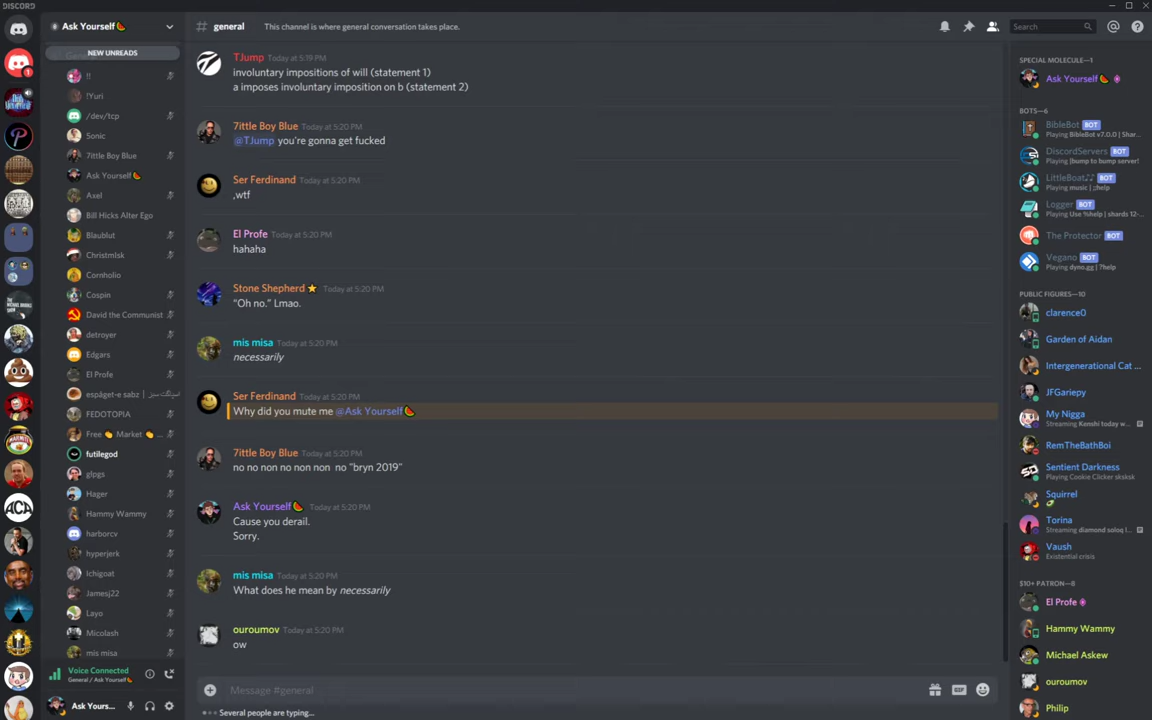 DISCORD
Ask Yourself🍉
NEW UNREADS
!!
!Yuri
/dev/tcp
Sonic
7ittle Boy Blue
Ask Yourself🍉
Axel
Bill Hicks Alter Ego
Blaublut
ChristmIsk
Cornholio
Cospin
David the Communist
detroyer
Edgars
El Profe
FEDOTOPIA
Free 👏 Market 👏 ...
futilegod
glpgs
Hager
Hammy Wammy
harborcv
hyperjerk
Ichigoat
Jamesj22
Layo
Micolash
mis misa
Voice Connected
General / Ask Yourself🍉
Ask Yours...
# general
This channel is where general conversation takes place.
TJump Today at 5:19 PM
involuntary impositions of will (statement 1)
a imposes involuntary imposition on b (statement 2)
7ittle Boy Blue Today at 5:20 PM
@TJump you're gonna get fucked
Ser Ferdinand Today at 5:20 PM
,wtf
El Profe Today at 5:20 PM
hahaha
Stone Shepherd ⭐ Today at 5:20 PM
"Oh no." Lmao.
mis misa Today at 5:20 PM
necessarily
Ser Ferdinand Today at 5:20 PM
Why did you mute me @Ask Yourself🍉
7ittle Boy Blue Today at 5:20 PM
no no non no non non no "bryn 2019"
Ask Yourself🍉 Today at 5:20 PM
Cause you derail.
Sorry.
mis misa Today at 5:20 PM
What does he mean by necessarily
ouroumov Today at 5:20 PM
ow
Message #general
GIF
Several people are typing...
Search
SPECIAL MOLECULE—1
Ask Yourself🍉
BOTS—6
BibleBot BOT
Playing BibleBot v7.0.0 | Shar...
DiscordServers BOT
Playing !bump to bump server!
LittleBoat🎶 BOT
Playing music | ;;help
Logger BOT
Playing Use %help | shards 12-...
The Protector BOT
Vegano BOT
Playing dyno.gg | ?help
PUBLIC FIGURES—10
clarence0
Garden of Aidan
Intergenerational Cat ...
JFGariepy
My Nigga
Streaming Kenshi today w...
RemTheBathBoi
Sentient Darkness
Playing Cookie Clicker sksksk
Squirrel
🥑
Torina
Streaming diamond soloq l...
Vaush
Existential crisis
$10+ PATRON—8
El Profe
Hammy Wammy
Michael Askew
ouroumov
Philip
ACA